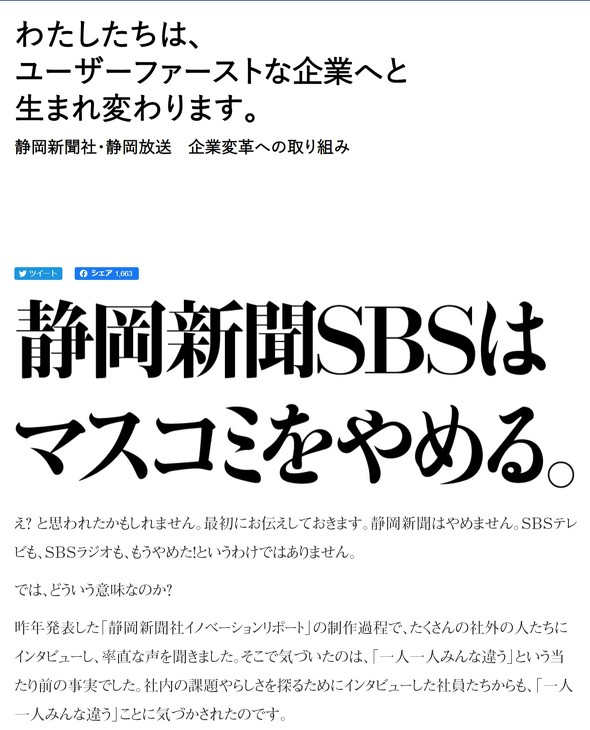 わたしたちは、
ユーザーファーストな企業へと
生まれ変わります。
静岡新聞社・静岡放送　企業変革への取り組み
ツイート シェア 1,663
静岡新聞SBSは
マスコミをやめる。
え? と思われたかもしれません。最初にお伝えしておきます。静岡新聞はやめません。SBSテレ
ビも、SBSラジオも、もうやめた!というわけではありません。
では、どういう意味なのか?
昨年発表した「静岡新聞社イノベーションリポート」の制作過程で、たくさんの社外の人たちに
インタビューし、率直な声を聞きました。そこで気づいたのは、「一人一人みんな違う」という当
たり前の事実でした。社内の課題やらしさを探るためにインタビューした社員たちからも、「一人
一人みんな違う」ことに気づかされたのです。